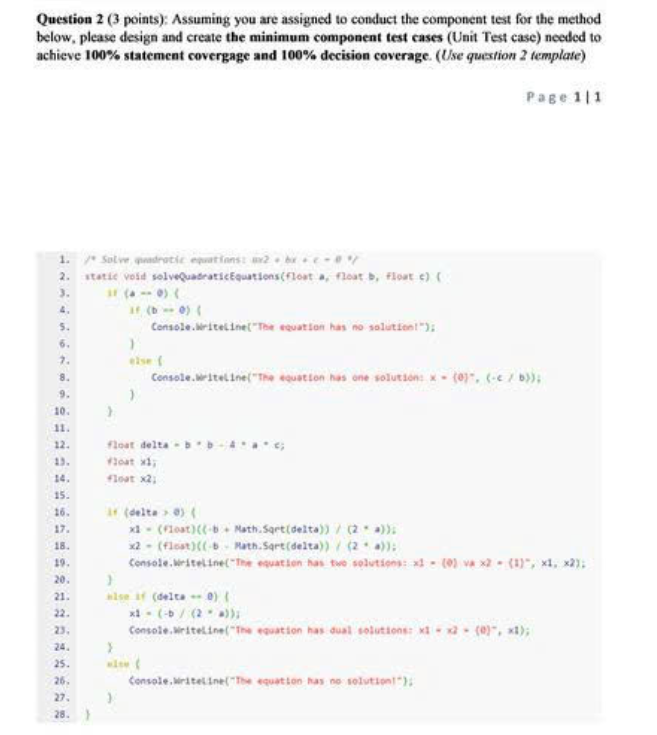 Question 2 (3 points): Assuming you are assigned to conduct the component test for the method
below, please design and create the minimum component test cases (Unit Test case) needed to
achieve 100% statement covergage and 100% decision coverage. (Use question 2 template)
Page 1|1
1. /* Solve quadratic equations: ax2 + bx + c = 0 */
2. static void solveQuadraticEquations(float a, float b, float c) {
3. if (a == 0) {
4. if (b == 0) {
5. Console.WriteLine("The equation has no solution!");
6. }
7. else {
8. Console.WriteLine("The equation has one solution: x = {0}", (-c / b));
9. }
10. }
11.
12. float delta = b * b - 4 * a * c;
13. float x1;
14. float x2;
15.
16. if (delta > 0) {
17. x1 = (float)((-b + Math.Sqrt(delta)) / (2 * a));
18. x2 = (float)((-b - Math.Sqrt(delta)) / (2 * a));
19. Console.WriteLine("The equation has two solutions: x1 = {0} va x2 = {1}", x1, x2);
20. }
21. else if (delta == 0) {
22. x1 = (-b / (2 * a));
23. Console.WriteLine("The equation has dual solutions: x1 = x2 = {0}", x1);
24. }
25. else {
26. Console.WriteLine("The equation has no solution!");
27. }
28. }